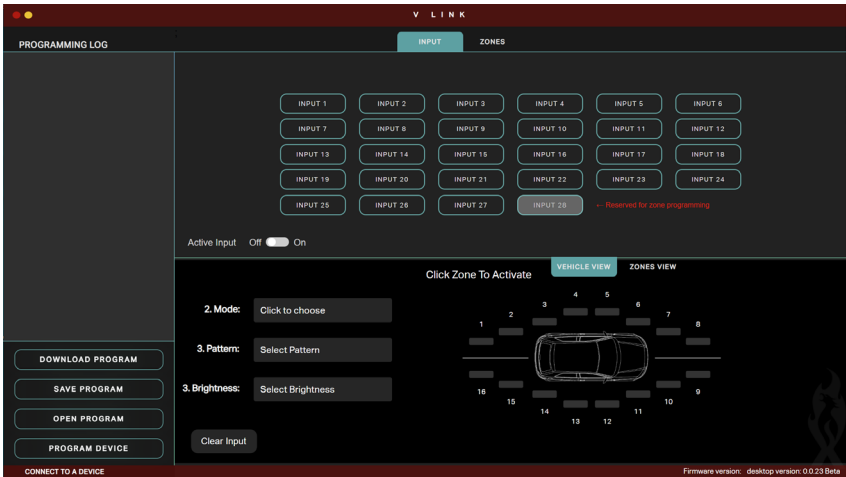 V LINK
PROGRAMMING LOG
INPUT ZONES
INPUT 1 INPUT 2 INPUT 3 INPUT 4 INPUT 5 INPUT 6
INPUT 7 INPUT 8 INPUT 9 INPUT 10 INPUT 11 INPUT 12
INPUT 13 INPUT 14 INPUT 15 INPUT 16 INPUT 17 INPUT 18
INPUT 19 INPUT 20 INPUT 21 INPUT 22 INPUT 23 INPUT 24
INPUT 25 INPUT 26 INPUT 27 INPUT 28 ← Reserved for zone programming
Active Input Off On
Click Zone To Activate VEHICLE VIEW ZONES VIEW
2. Mode: Click to choose
3. Pattern: Select Pattern
3. Brightness: Select Brightness
Clear Input
1 2 3 4 5 6 7 8
16 15 14 13 12 11 10 9
DOWNLOAD PROGRAM
SAVE PROGRAM
OPEN PROGRAM
PROGRAM DEVICE
CONNECT TO A DEVICE
Firmware version: desktop version: 0.0.23 Beta